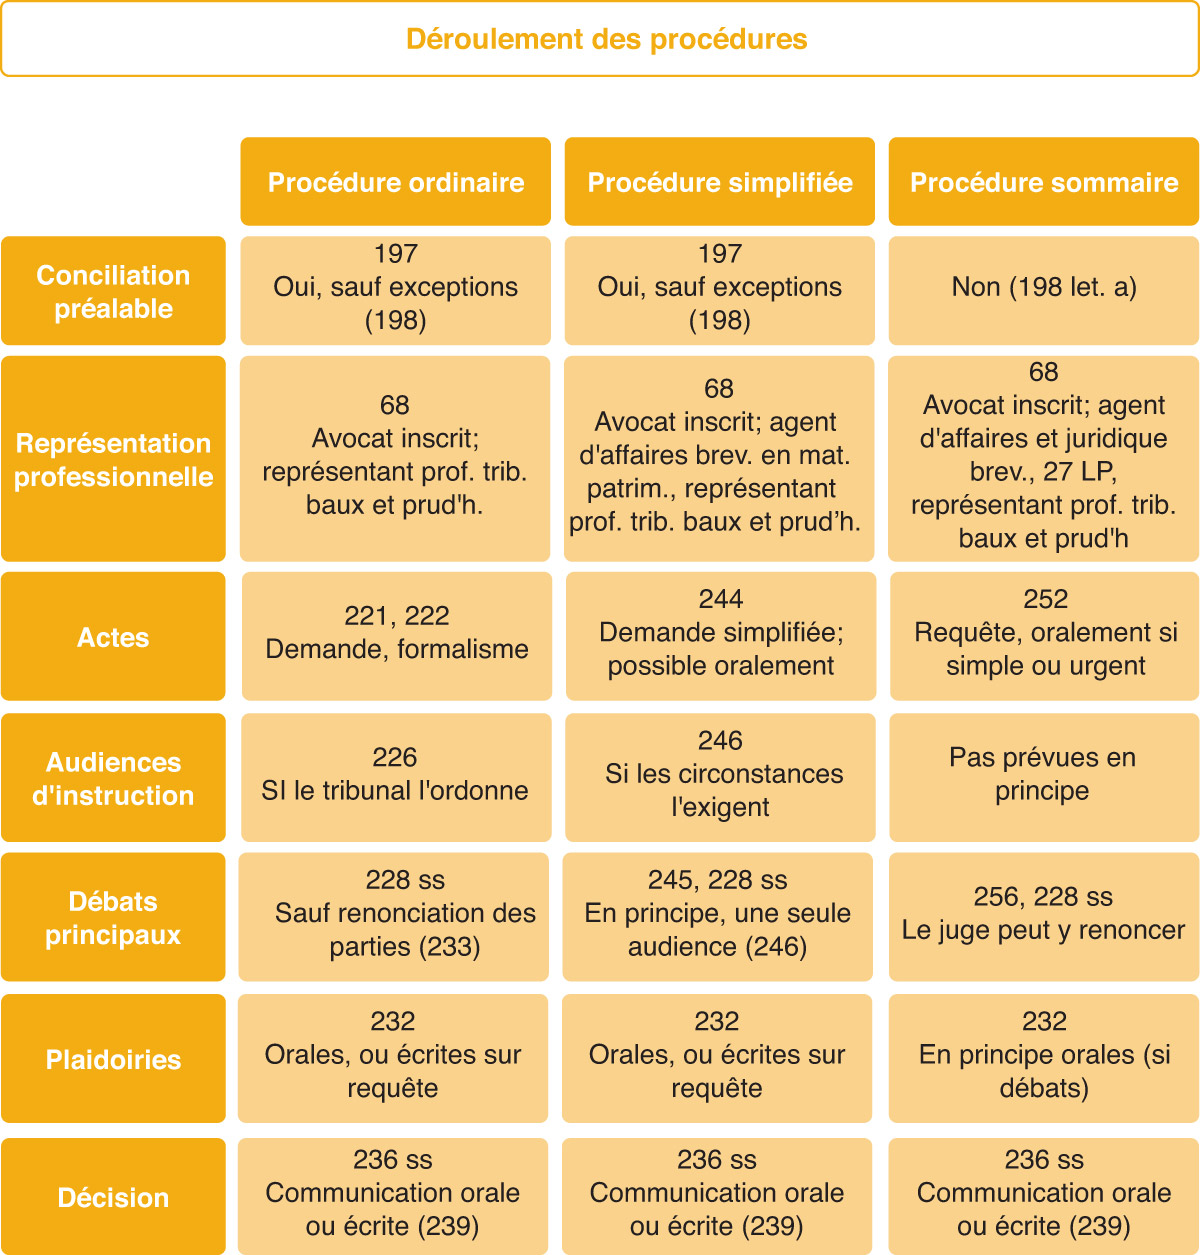 Déroulement des procédures
Procédure ordinaire
Procédure simplifiée
Procédure sommaire
Conciliation
préalable
197
Oui, sauf exceptions
(198)
197
Oui, sauf exceptions
(198)
Non (198 let. a)
Représentation
professionnelle
68
Avocat inscrit;
représentant prof. trib.
baux et prud'h.
68
Avocat inscrit; agent
d'affaires brev. en mat.
patrim., représentant
prof. trib. baux et prud’h.
68
Avocat inscrit; agent
d'affaires et juridique
brev., 27 LP,
représentant prof. trib.
baux et prud'h
Actes
221, 222
Demande, formalisme
244
Demande simplifiée;
possible oralement
252
Requête, oralement si
simple ou urgent
Audiences
d'instruction
226
SI le tribunal l'ordonne
246
Si les circonstances
l'exigent
Pas prévues en
principe
Débats
principaux
228 ss
Sauf renonciation des
parties (233)
245, 228 ss
En principe, une seule
audience (246)
256, 228 ss
Le juge peut y renoncer
Plaidoiries
232
Orales, ou écrites sur
requête
232
Orales, ou écrites sur
requête
232
En principe orales (si
débats)
Décision
236 ss
Communication orale
ou écrite (239)
236 ss
Communication orale
ou écrite (239)
236 ss
Communication orale
ou écrite (239)